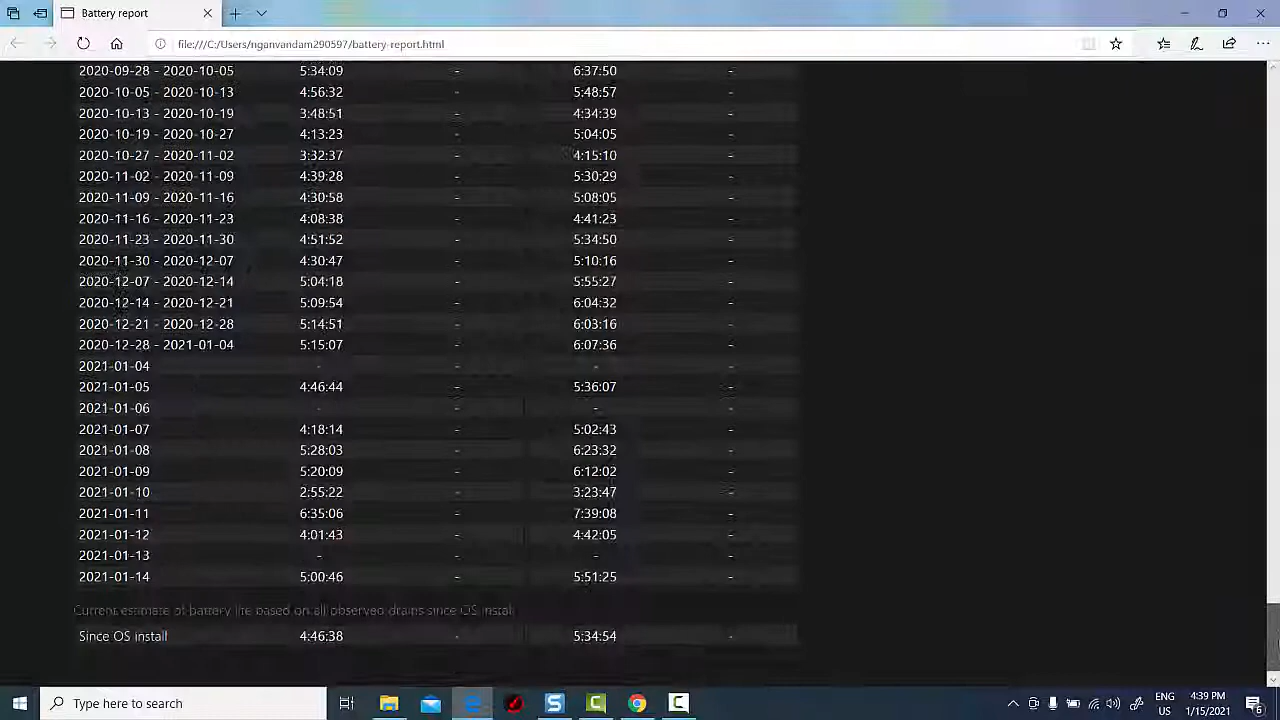 Battery report
file:///C:/Users/nganvandam290597/battery-report.html
2020-09-28 - 2020-10-05 5:34:09 - 6:37:50 -
2020-10-05 - 2020-10-13 4:56:32 - 5:48:57 -
2020-10-13 - 2020-10-19 3:48:51 - 4:34:39 -
2020-10-19 - 2020-10-27 4:13:23 - 5:04:05 -
2020-10-27 - 2020-11-02 3:32:37 - 4:15:10 -
2020-11-02 - 2020-11-09 4:39:28 - 5:30:29 -
2020-11-09 - 2020-11-16 4:30:58 - 5:08:05 -
2020-11-16 - 2020-11-23 4:08:38 - 4:41:23 -
2020-11-23 - 2020-11-30 4:51:52 - 5:34:50 -
2020-11-30 - 2020-12-07 4:30:47 - 5:10:16 -
2020-12-07 - 2020-12-14 5:04:18 - 5:55:27 -
2020-12-14 - 2020-12-21 5:09:54 - 6:04:32 -
2020-12-21 - 2020-12-28 5:14:51 - 6:03:16 -
2020-12-28 - 2021-01-04 5:15:07 - 6:07:36 -
2021-01-04 - - - -
2021-01-05 4:46:44 - 5:36:07 -
2021-01-06 - - - -
2021-01-07 4:18:14 - 5:02:43 -
2021-01-08 5:28:03 - 6:23:32 -
2021-01-09 5:20:09 - 6:12:02 -
2021-01-10 2:55:22 - 3:23:47 -
2021-01-11 6:35:06 - 7:39:08 -
2021-01-12 4:01:43 - 4:42:05 -
2021-01-13 - - - -
2021-01-14 5:00:46 - 5:51:25 -
Current estimate of battery life based on all observed drains since OS install
Since OS install 4:46:38 - 5:34:54 -
Type here to search
ENG
US
4:39 PM
1/15/2021
6